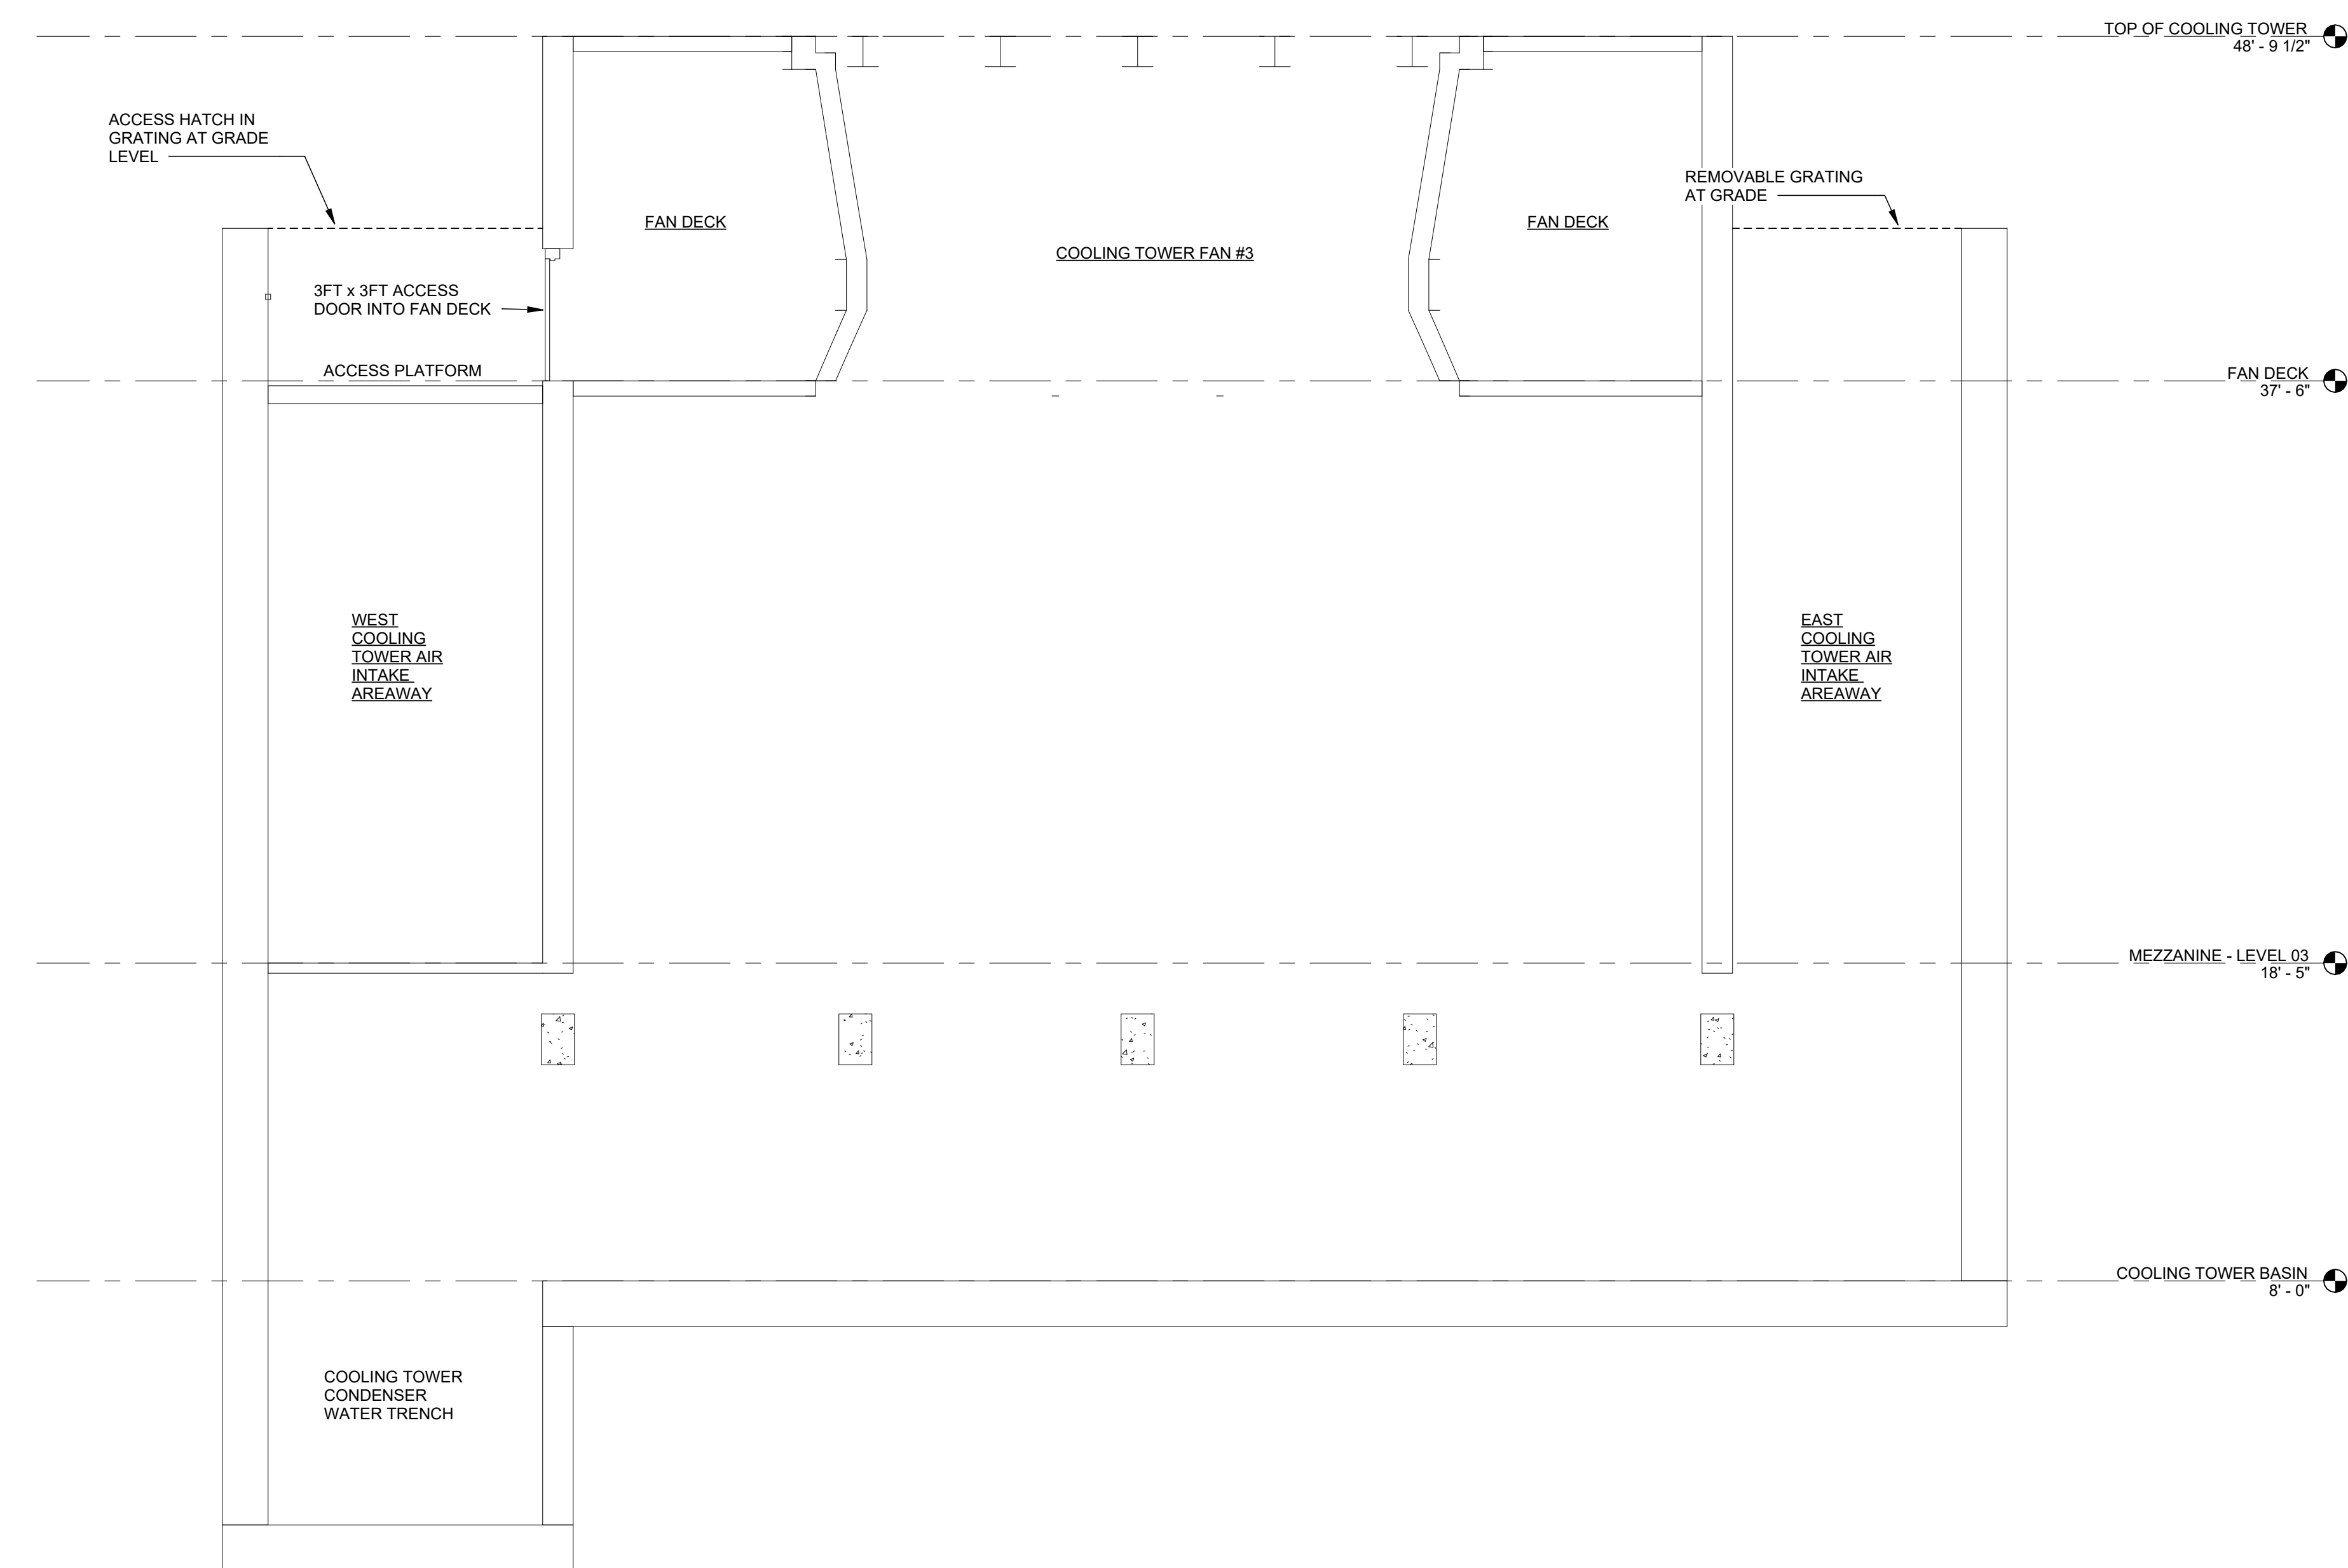 TOP OF COOLING TOWER
48' - 9 1/2"
ACCESS HATCH IN
GRATING AT GRADE
LEVEL
REMOVABLE GRATING
AT GRADE
FAN DECK
FAN DECK
COOLING TOWER FAN #3
3FT x 3FT ACCESS
DOOR INTO FAN DECK
ACCESS PLATFORM
FAN DECK
37' - 6"
WEST
COOLING
TOWER AIR
INTAKE
AREAWAY
EAST
COOLING
TOWER AIR
INTAKE
AREAWAY
MEZZANINE - LEVEL 03
18' - 5"
COOLING TOWER BASIN
8' - 0"
COOLING TOWER
CONDENSER
WATER TRENCH